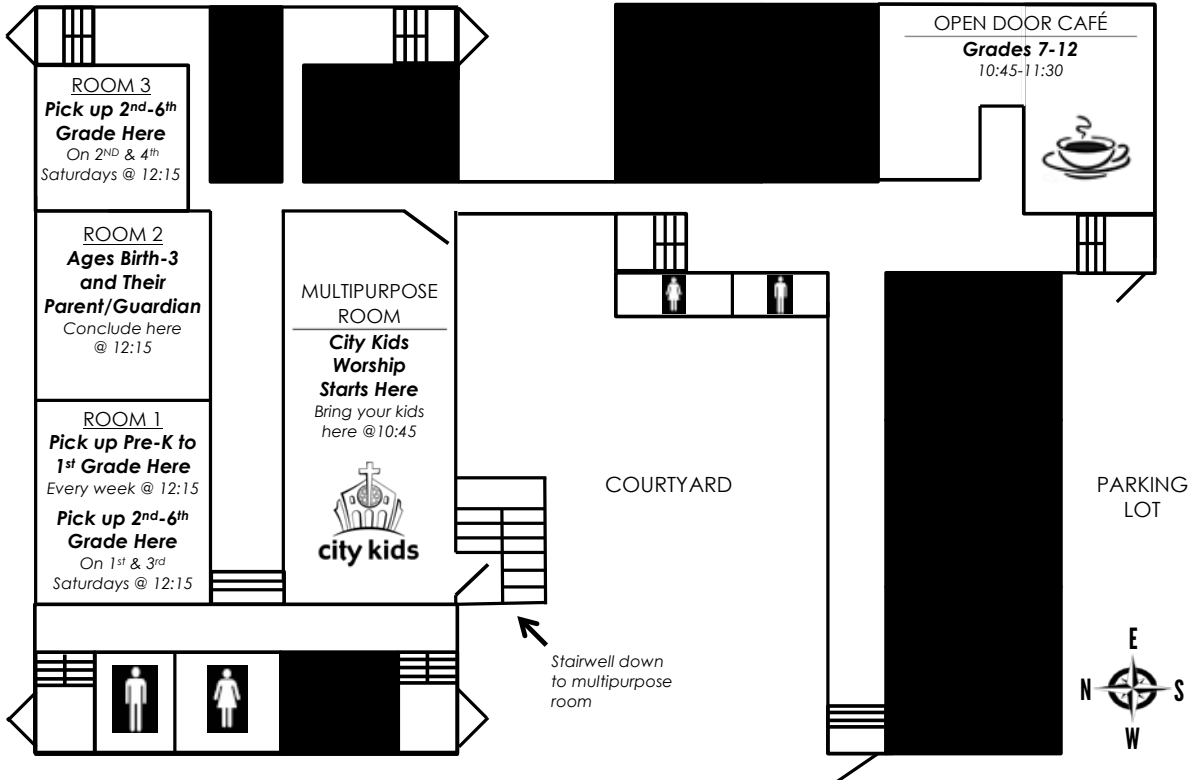 ROOM 3
Pick up 2nd-6th
Grade Here
On 2ND & 4th
Saturdays @ 12:15
ROOM 2
Ages Birth-3
and Their
Parent/Guardian
Conclude here
@ 12:15
ROOM 1
Pick up Pre-K to
1st Grade Here
Every week @ 12:15
Pick up 2nd-6th
Grade Here
On 1st & 3rd
Saturdays @ 12:15
MULTIPURPOSE
ROOM
City Kids
Worship
Starts Here
Bring your kids
here @10:45
city kids
Stairwell down
to multipurpose
room
COURTYARD
OPEN DOOR CAFÉ
Grades 7-12
10:45-11:30
PARKING
LOT
E
N
S
W